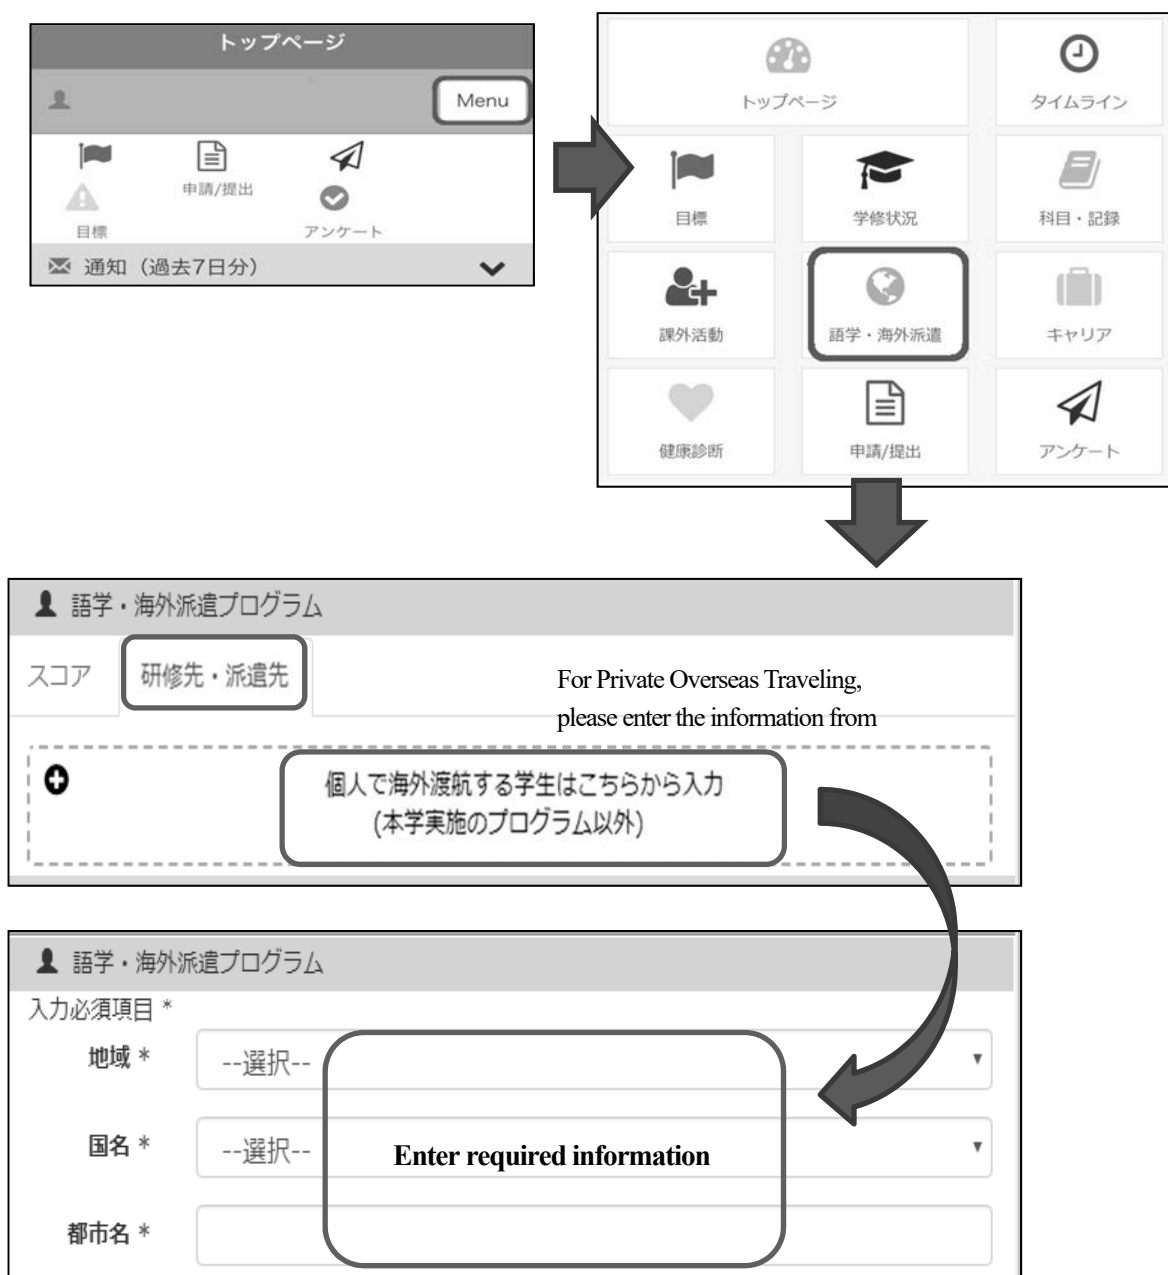 トップページ
Menu
申請/提出
目標
アンケート
通知（過去7日分）
トップページ
タイムライン
目標
学修状況
科目・記録
課外活動
語学・海外派遣
キャリア
健康診断
申請/提出
アンケート
語学・海外派遣プログラム
スコア
研修先・派遣先
For Private Overseas Traveling,
please enter the information from
個人で海外渡航する学生はこちらから入力
(本学実施のプログラム以外)
語学・海外派遣プログラム
入力必須項目 *
地域 *
--選択--
国名 *
--選択--
Enter required information
都市名 *